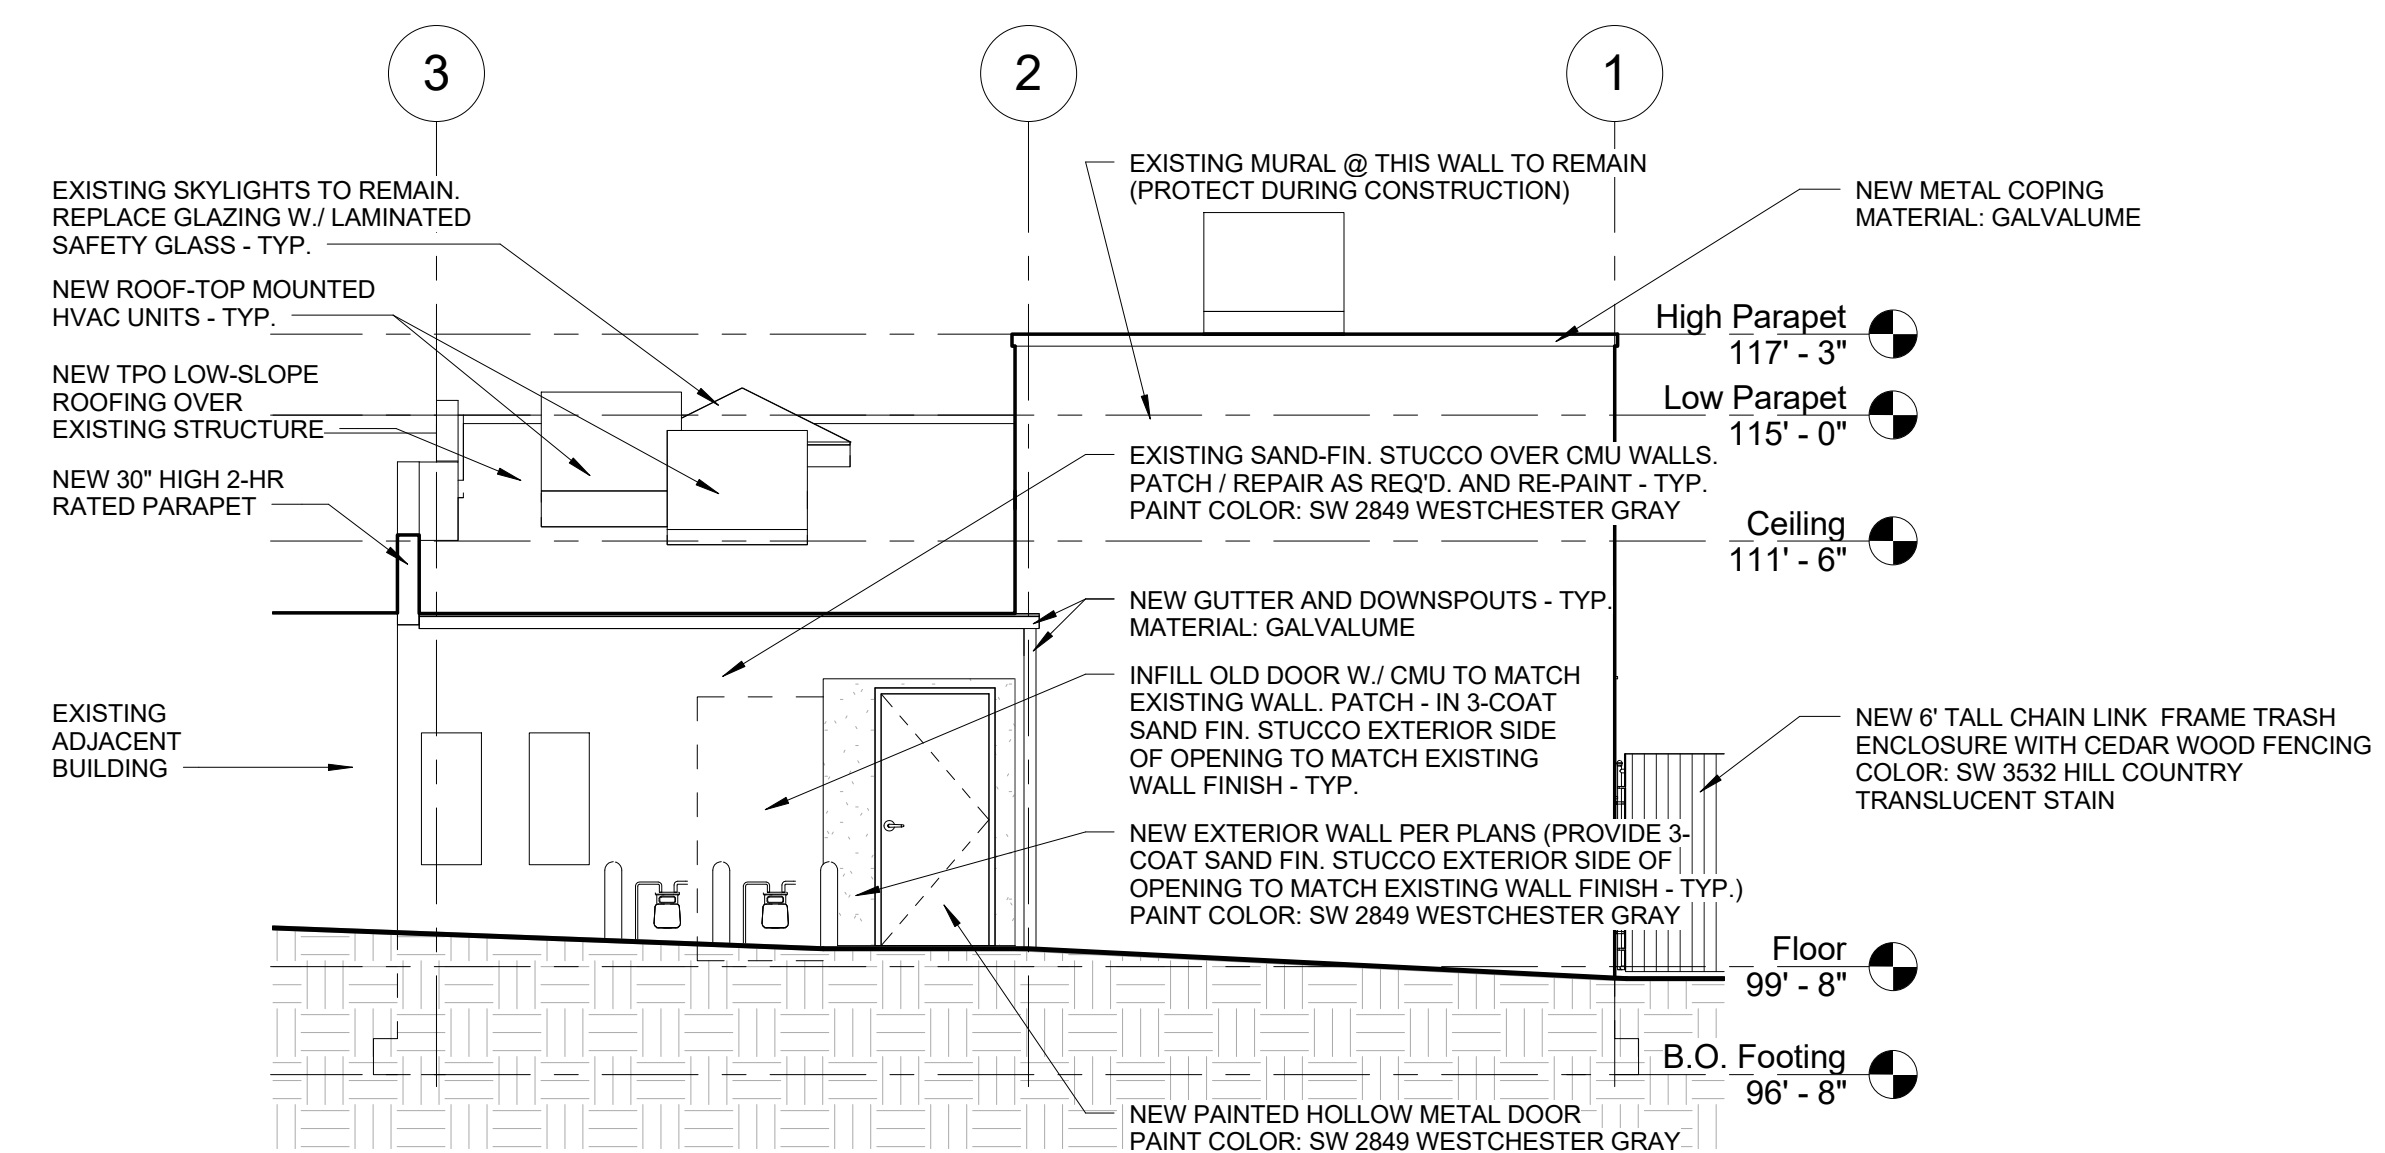 3
2
1
EXISTING SKYLIGHTS TO REMAIN.
REPLACE GLAZING W./ LAMINATED
SAFETY GLASS - TYP.
NEW ROOF-TOP MOUNTED
HVAC UNITS - TYP.
NEW TPO LOW-SLOPE
ROOFING OVER
EXISTING STRUCTURE
NEW 30" HIGH 2-HR
RATED PARAPET
EXISTING
ADJACENT
BUILDING
EXISTING MURAL @ THIS WALL TO REMAIN
(PROTECT DURING CONSTRUCTION)
EXISTING SAND-FIN. STUCCO OVER CMU WALLS.
PATCH / REPAIR AS REQ'D. AND RE-PAINT - TYP.
PAINT COLOR: SW 2849 WESTCHESTER GRAY
NEW GUTTER AND DOWNSPOUTS - TYP.
MATERIAL: GALVALUME
INFILL OLD DOOR W./ CMU TO MATCH
EXISTING WALL. PATCH - IN 3-COAT
SAND FIN. STUCCO EXTERIOR SIDE
OF OPENING TO MATCH EXISTING
WALL FINISH - TYP.
NEW EXTERIOR WALL PER PLANS (PROVIDE 3-
COAT SAND FIN. STUCCO EXTERIOR SIDE OF
OPENING TO MATCH EXISTING WALL FINISH - TYP.)
PAINT COLOR: SW 2849 WESTCHESTER GRAY
NEW PAINTED HOLLOW METAL DOOR
PAINT COLOR: SW 2849 WESTCHESTER GRAY
NEW METAL COPING
MATERIAL: GALVALUME
High Parapet
117' - 3"
Low Parapet
115' - 0"
Ceiling
111' - 6"
NEW 6' TALL CHAIN LINK  FRAME TRASH
ENCLOSURE WITH CEDAR WOOD FENCING
COLOR: SW 3532 HILL COUNTRY
TRANSLUCENT STAIN
Floor
99' - 8"
B.O. Footing
96' - 8"